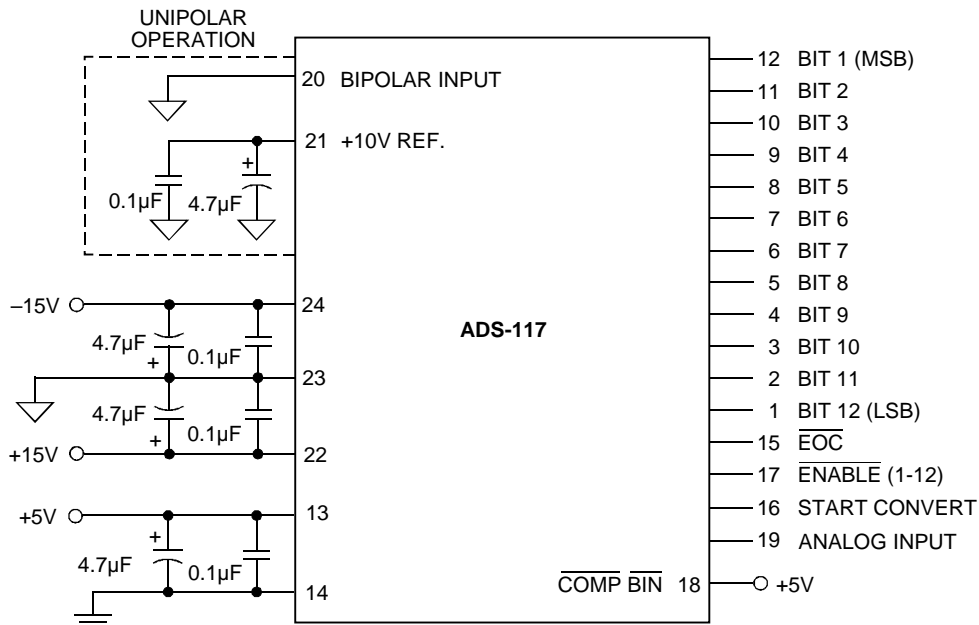 UNIPOLAR
OPERATION
20 BIPOLAR INPUT
21 +10V REF.
+
0.1µF
4.7µF
–15V
24
4.7µF
0.1µF
+
23
4.7µF
0.1µF
+
+15V
22
+5V
13
+
4.7µF
0.1µF
14
ADS-117
12 BIT 1 (MSB)
11 BIT 2
10 BIT 3
9 BIT 4
8 BIT 5
7 BIT 6
6 BIT 7
5 BIT 8
4 BIT 9
3 BIT 10
2 BIT 11
1 BIT 12 (LSB)
15 EOC
17 ENABLE (1-12)
16 START CONVERT
19 ANALOG INPUT
COMP BIN 18 +5V